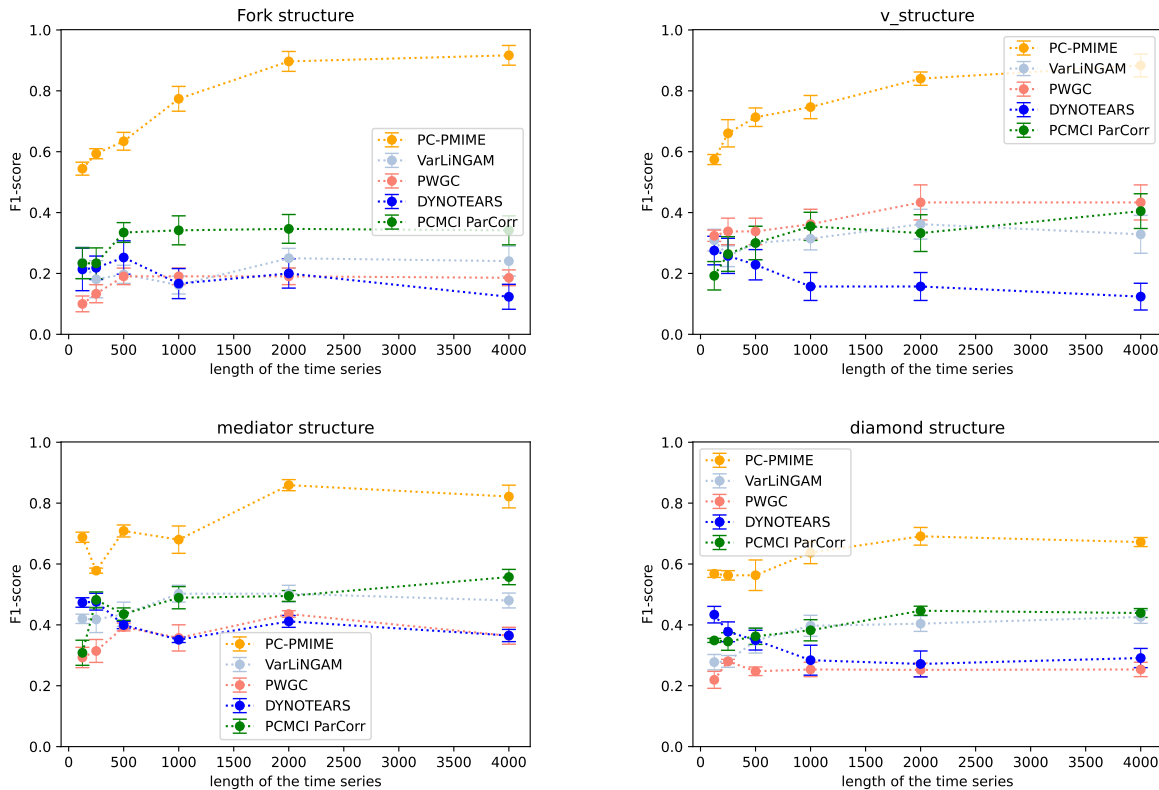 Fork structure
1.0
0.8
0.6
0.4
0.2
0.0
F1-score
PC-PMIME
VarLiNGAM
PWGC
DYNOTEARS
PCMCI ParCorr
0 500 1000 1500 2000 2500 3000 3500 4000
length of the time series
v_structure
1.0
0.8
0.6
0.4
0.2
0.0
F1-score
PC-PMIME
VarLiNGAM
PWGC
DYNOTEARS
PCMCI ParCorr
0 500 1000 1500 2000 2500 3000 3500 4000
length of the time series
mediator structure
1.0
0.8
0.6
0.4
0.2
0.0
F1-score
PC-PMIME
VarLiNGAM
PWGC
DYNOTEARS
PCMCI ParCorr
0 500 1000 1500 2000 2500 3000 3500 4000
length of the time series
diamond structure
1.0
0.8
0.6
0.4
0.2
0.0
F1-score
PC-PMIME
VarLiNGAM
PWGC
DYNOTEARS
PCMCI ParCorr
0 500 1000 1500 2000 2500 3000 3500 4000
length of the time series